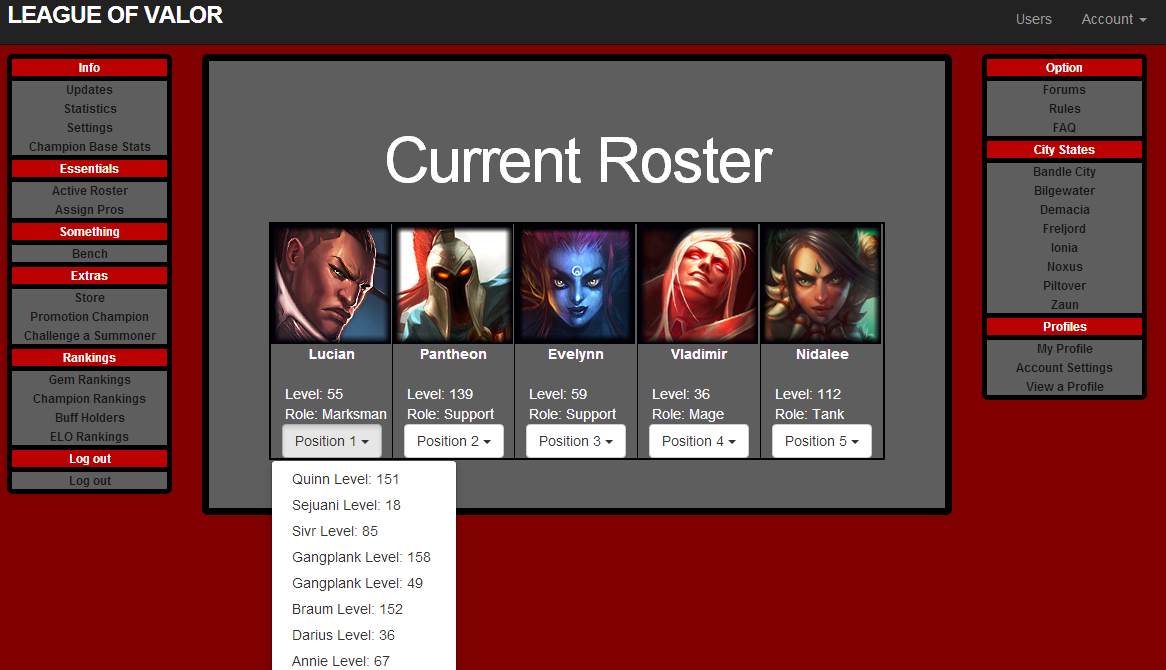 LEAGUE OF VALOR
Users
Account
Info
Updates
Statistics
Settings
Champion Base Stats
Essentials
Active Roster
Assign Pros
Something
Bench
Extras
Store
Promotion Champion
Challenge a Summoner
Rankings
Gem Rankings
Champion Rankings
Buff Holders
ELO Rankings
Log out
Log out
Current Roster
Lucian
Level: 55
Role: Marksman
Position 1
Pantheon
Level: 139
Role: Support
Position 2
Evelynn
Level: 59
Role: Support
Position 3
Vladimir
Level: 36
Role: Mage
Position 4
Nidalee
Level: 112
Role: Tank
Position 5
Quinn Level: 151
Sejuani Level: 18
Sivr Level: 85
Gangplank Level: 158
Gangplank Level: 49
Braum Level: 152
Darius Level: 36
Annie Level: 67
Option
Forums
Rules
FAQ
City States
Bandle City
Bilgewater
Demacia
Freljord
Ionia
Noxus
Piltover
Zaun
Profiles
My Profile
Account Settings
View a Profile